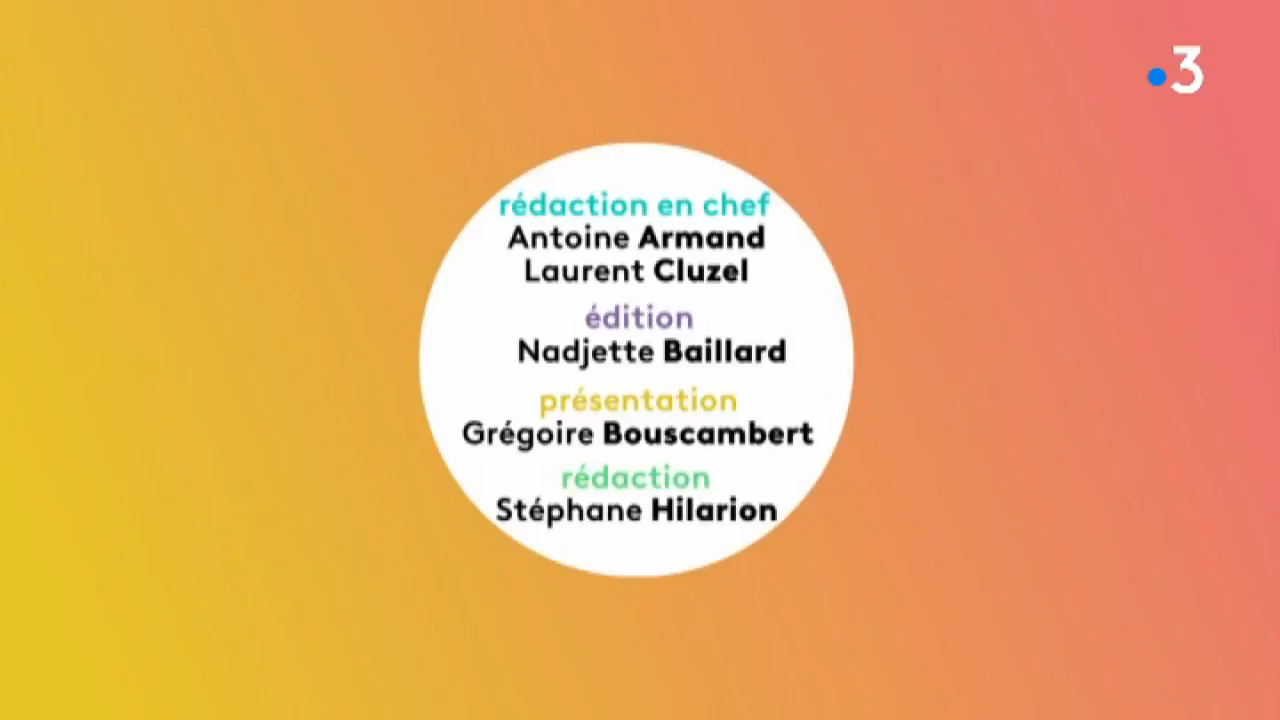 3
rédaction en chef
Antoine Armand
Laurent Cluzel
édition
Nadjette Baillard
présentation
Grégoire Bouscambert
rédaction
Stéphane Hilarion